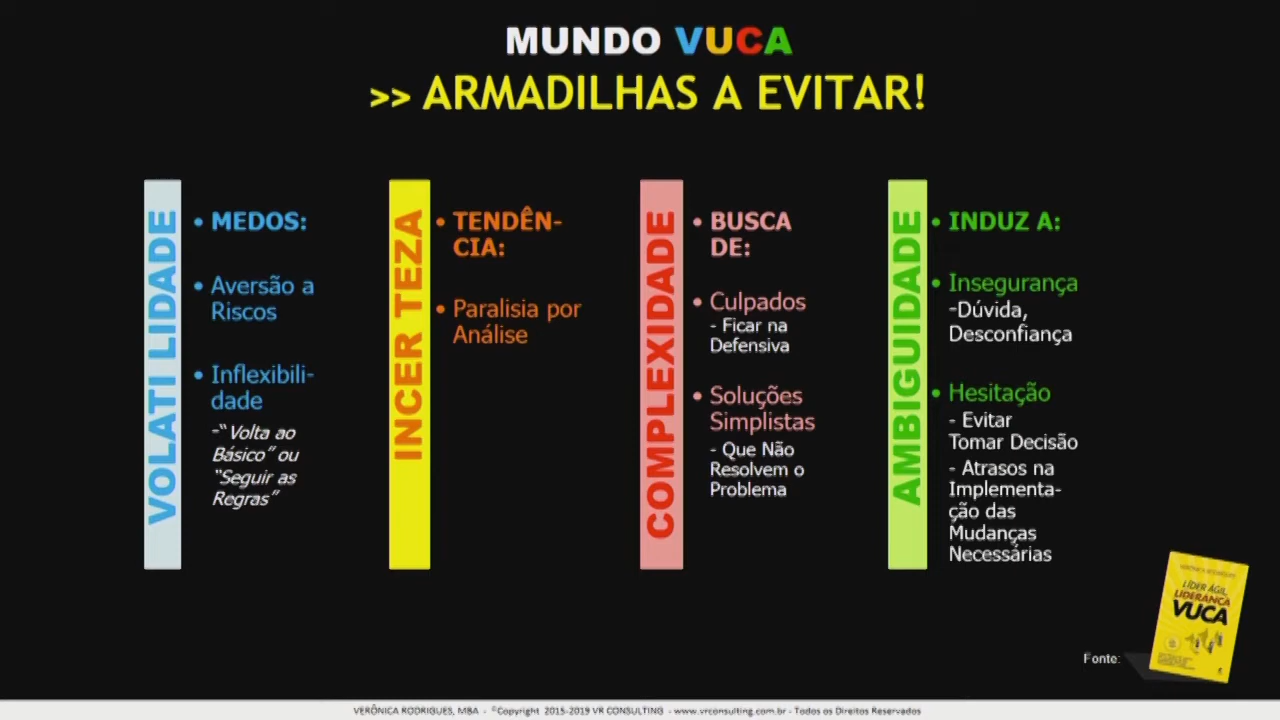 MUNDO VUCA
>> ARMADILHAS A EVITAR!
VOLATI LIDADE
• MEDOS:
• Aversão a
Riscos
• Inflexibili-
dade
-“Volta ao
Básico” ou
“Seguir as
Regras”
INCER TEZA
• TENDÊN-
CIA:
• Paralisia por
Análise
COMPLEXIDADE
• BUSCA
DE:
• Culpados
- Ficar na
Defensiva
• Soluções
Simplistas
- Que Não
Resolvem o
Problema
AMBIGUIDADE
• INDUZ A:
• Insegurança
-Dúvida,
Desconfiança
• Hesitação
- Evitar
Tomar Decisão
- Atrasos na
Implementa-
ção das
Mudanças
Necessárias
Fonte:
VERÔNICA RODRIGUES
LÍDER ÁGIL,
LIDERANÇA
VUCA
VERÔNICA RODRIGUES, MBA - ©Copyright 2015-2019 VR CONSULTING - www.vrconsulting.com.br - Todos os Direitos Reservados